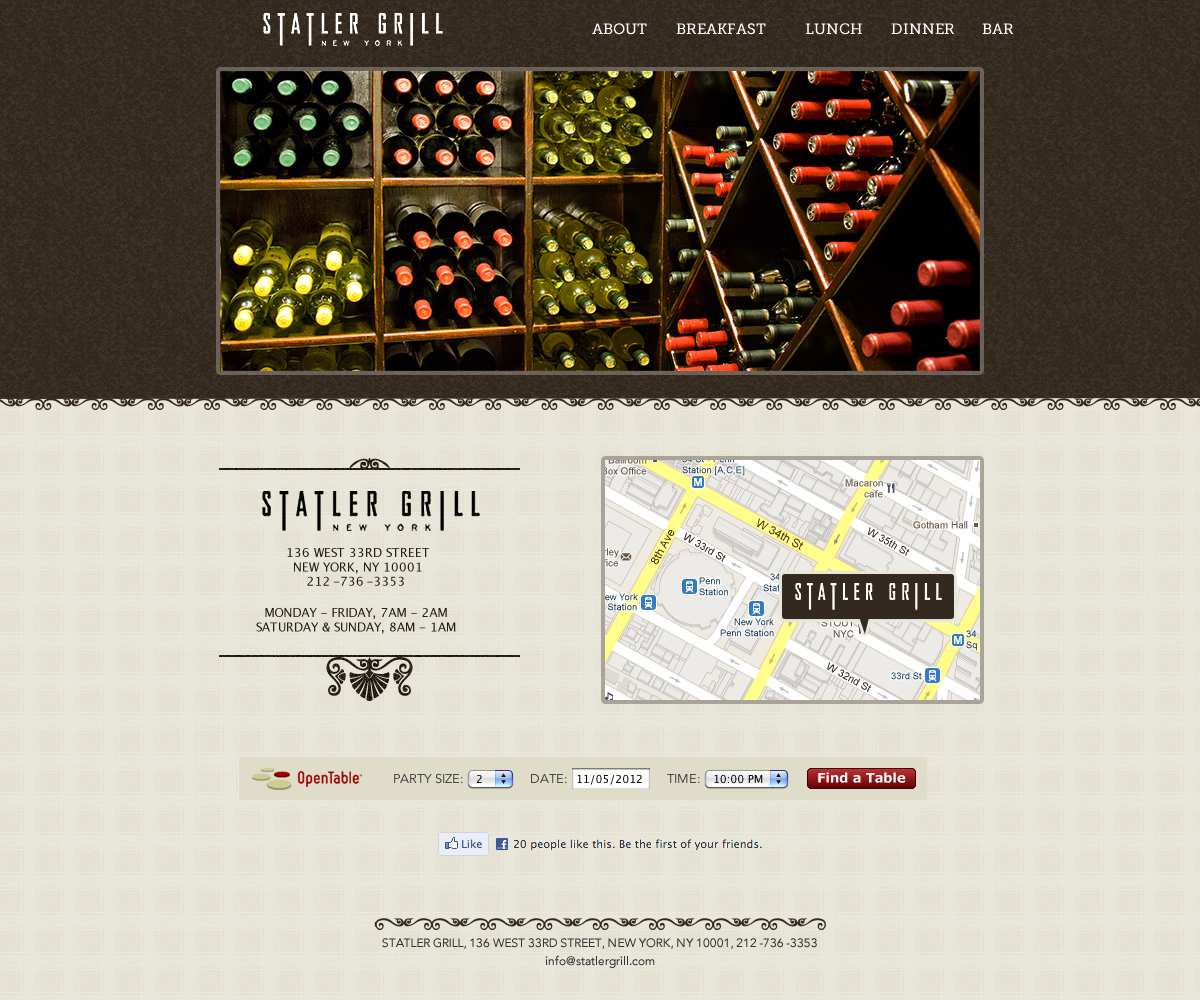 STATLER GRILL
NEW YORK
ABOUT BREAKFAST LUNCH DINNER BAR
STATLER GRILL
NEW YORK
136 WEST 33RD STREET
NEW YORK, NY 10001
212 -736 -3353
MONDAY - FRIDAY, 7AM - 2AM
SATURDAY & SUNDAY, 8AM - 1AM
Box Office
Station [A,C,E]
M
Macaron
cafe
Gotham Hall
W 34th St
W 35th St
8th Ave
W 33rd St
Penn
Station
34
New York
Penn Station
Station
STATLER GRILL
STOUT
NYC
M 34
Sq
33rd St
W 32nd St
OpenTable
PARTY SIZE: 2 DATE: 11/05/2012 TIME: 10:00 PM Find a Table
Like 20 people like this. Be the first of your friends.
STATLER GRILL, 136 WEST 33RD STREET, NEW YORK, NY 10001, 212 -736 -3353
info@statlergrill.com